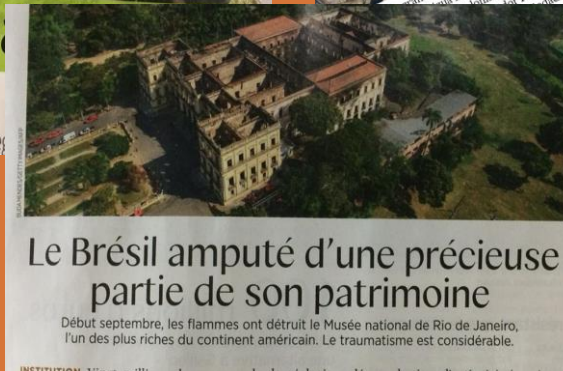 Le Brésil amputé d'une précieuse
partie de son patrimoine
Début septembre, les flammes ont détruit le Musée national de Rio de Janeiro,
l'un des plus riches du continent américain. Le traumatisme est considérable.
INSTITUTION